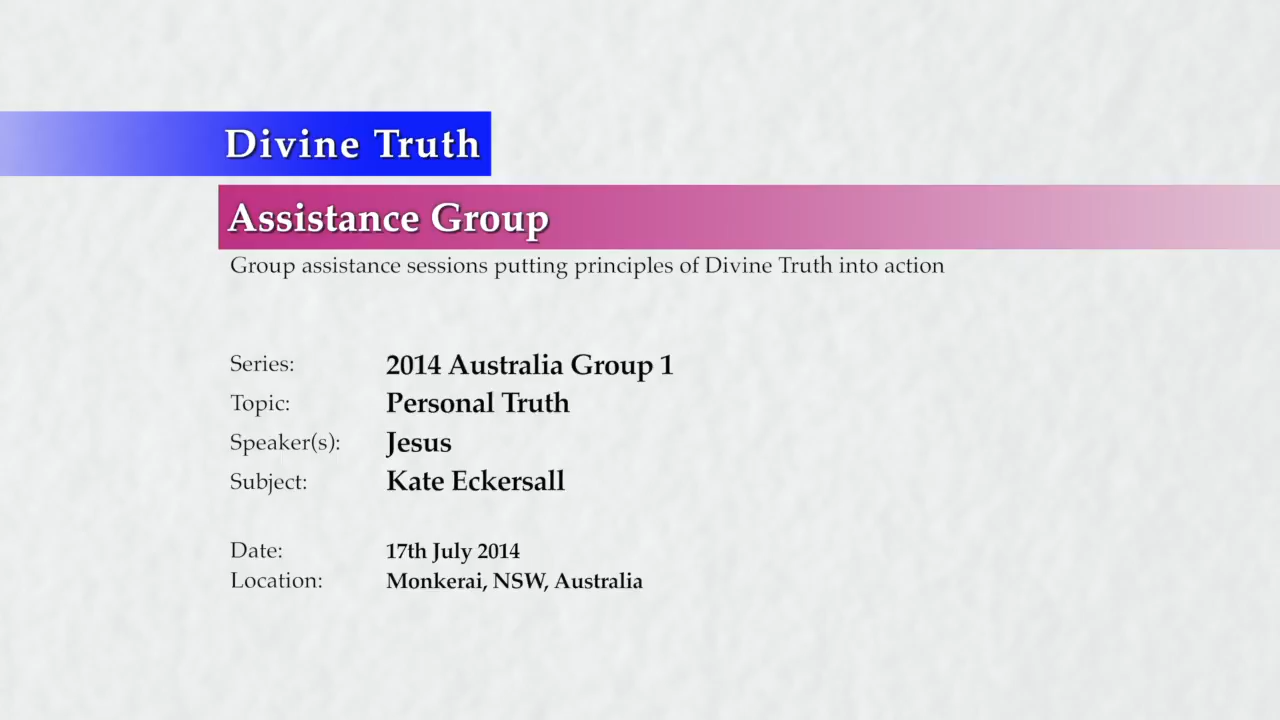 Divine Truth
Assistance Group
Group assistance sessions putting principles of Divine Truth into action
Series: 2014 Australia Group 1
Topic: Personal Truth
Speaker(s): Jesus
Subject: Kate Eckersall
Date: 17th July 2014
Location: Monkerai, NSW, Australia